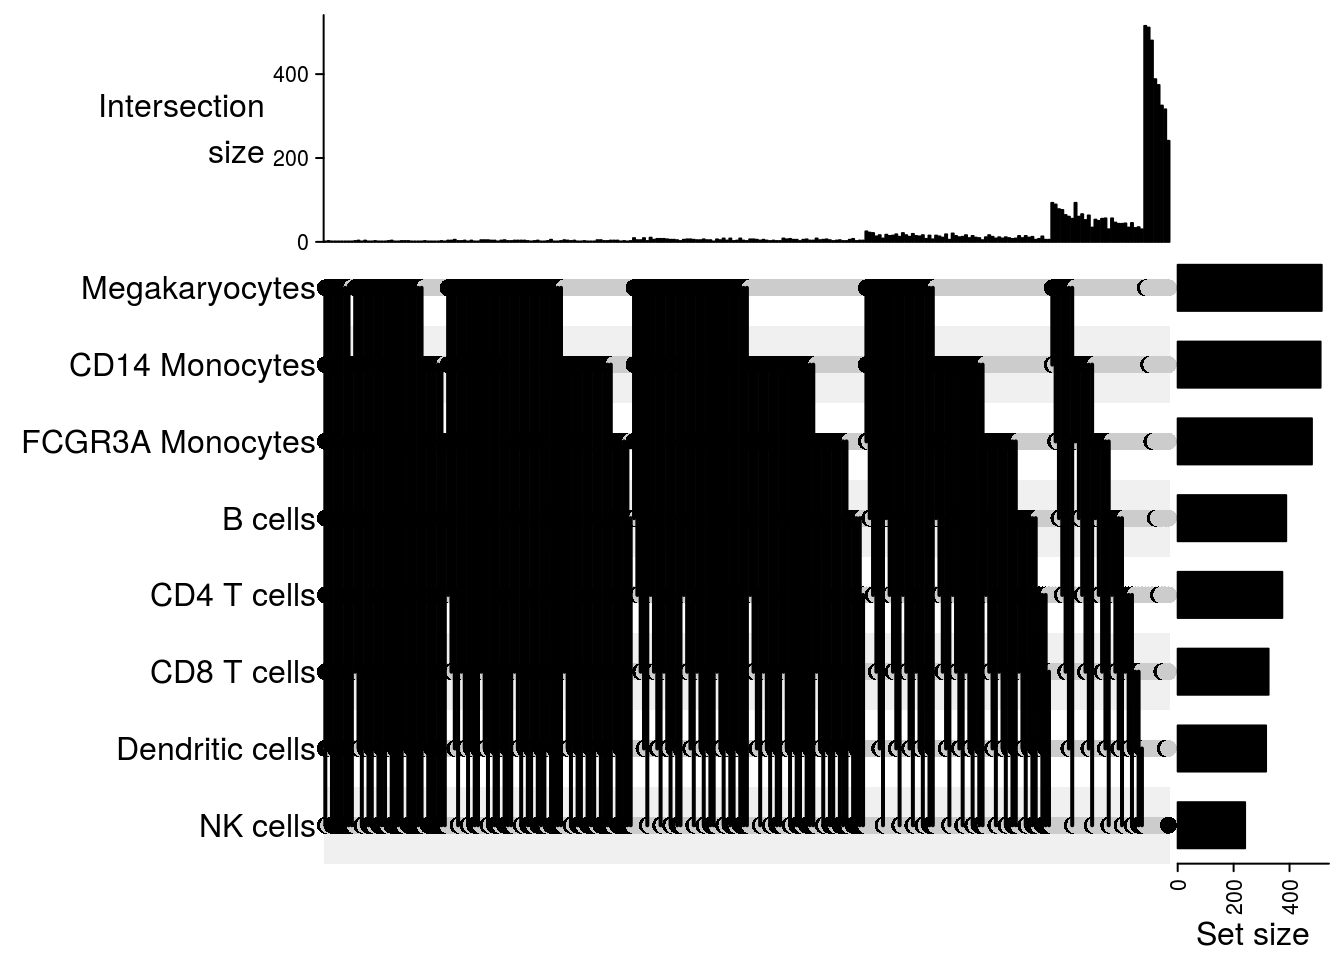 400
Intersection
size
200
0
Megakaryocytes
CD14 Monocytes
FCGR3A Monocytes
B cells
CD4 T cells
CD8 T cells
Dendritic cells
NK cells
0
200
400
Set size